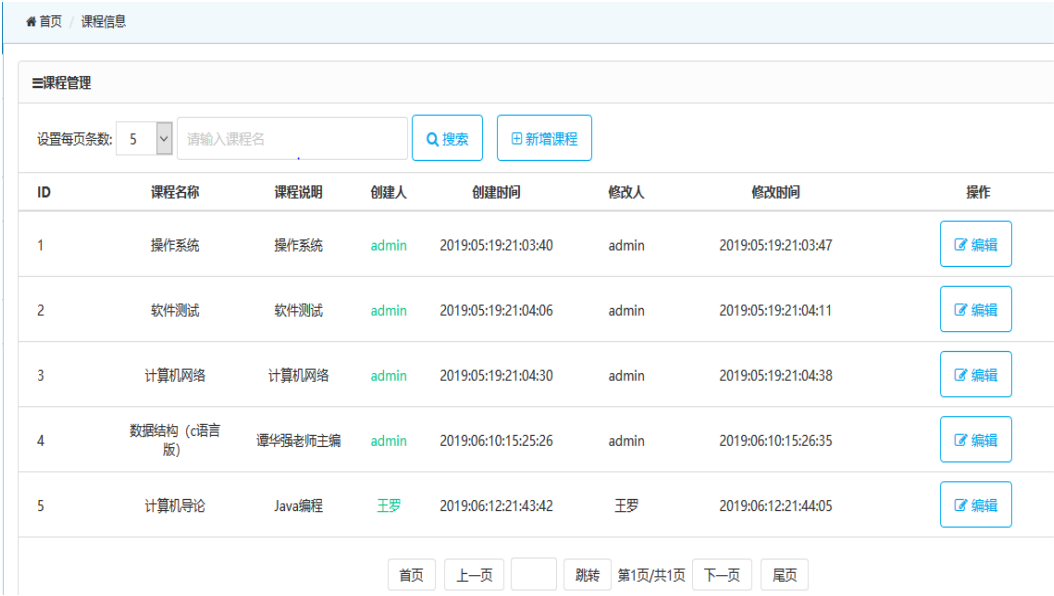 首页 / 课程信息
课程管理
设置每页条数: 5 请输入课程名 搜索 新增课程
ID 课程名称 课程说明 创建人 创建时间 修改人 修改时间 操作
1 操作系统 操作系统 admin 2019:05:19:21:03:40 admin 2019:05:19:21:03:47 编辑
2 软件测试 软件测试 admin 2019:05:19:21:04:06 admin 2019:05:19:21:04:11 编辑
3 计算机网络 计算机网络 admin 2019:05:19:21:04:30 admin 2019:05:19:21:04:38 编辑
4 数据结构（c语言
版） 谭华强老师主编 admin 2019:06:10:15:25:26 admin 2019:06:10:15:26:35 编辑
5 计算机导论 Java编程 王罗 2019:06:12:21:43:42 王罗 2019:06:12:21:44:05 编辑
首页 上一页 跳转 第1页/共1页 下一页 尾页